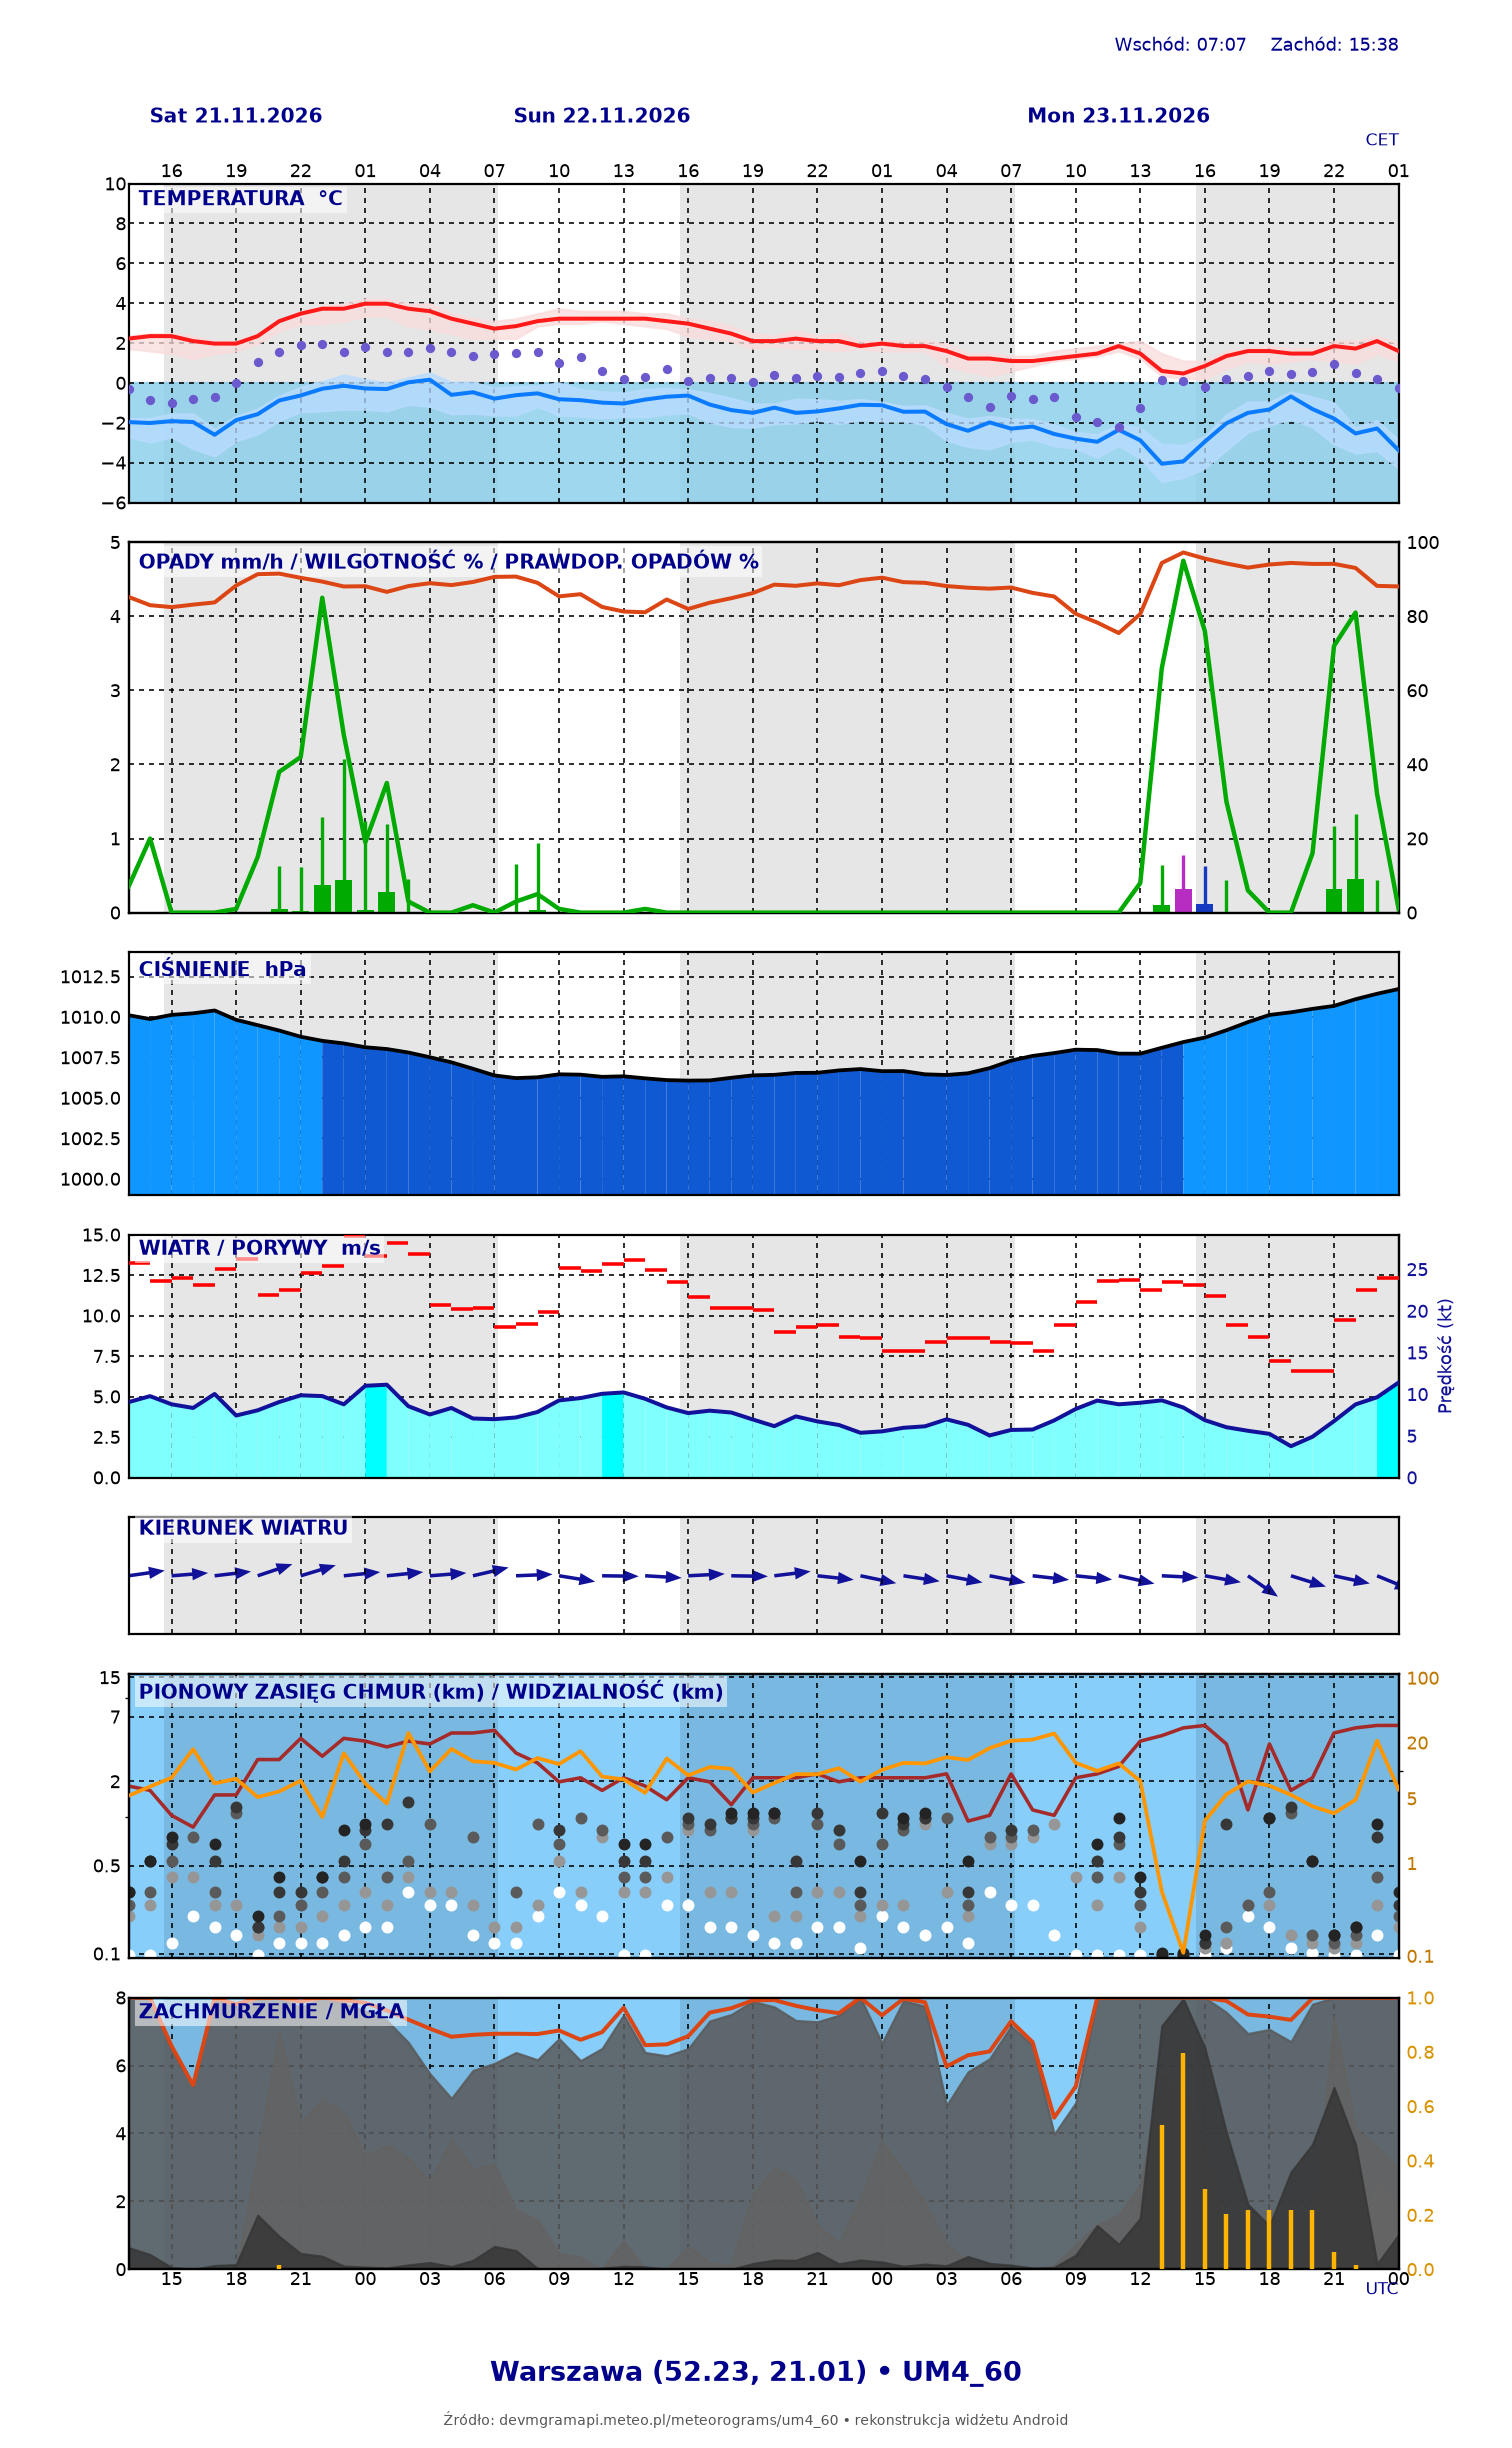 Wschód: 07:07 Zachód: 15:38
Sat 21.11.2026 Sun 22.11.2026 Mon 23.11.2026
CET
16 19 22 01 04 07 10 13 16 19 22 01 04 07 10 13 16 19 22 01
TEMPERATURA °C
10
8
6
4
2
0
−2
−4
−6
OPADY mm/h / WILGOTNOŚĆ % / PRAWDOP. OPADÓW %
5 100
4 80
3 60
2 40
1 20
0 0
CIŚNIENIE hPa
1012.5
1010.0
1007.5
1005.0
1002.5
1000.0
WIATR / PORYWY m/s
15.0
12.5 25
10.0 20
7.5 15
5.0 10
2.5 5
0.0 0
Prędkość (kt)
KIERUNEK WIATRU
PIONOWY ZASIĘG CHMUR (km) / WIDZIALNOŚĆ (km)
15 100
7 20
2 5
0.5 1
0.1 0.1
ZACHMURZENIE / MGŁA
8 1.0
0.8
6 0.6
4 0.4
2 0.2
0 0.0
15 18 21 00 03 06 09 12 15 18 21 00 03 06 09 12 15 18 21 00
UTC
Warszawa (52.23, 21.01) • UM4_60
Źródło: devmgramapi.meteo.pl/meteorograms/um4_60 • rekonstrukcja widżetu Android